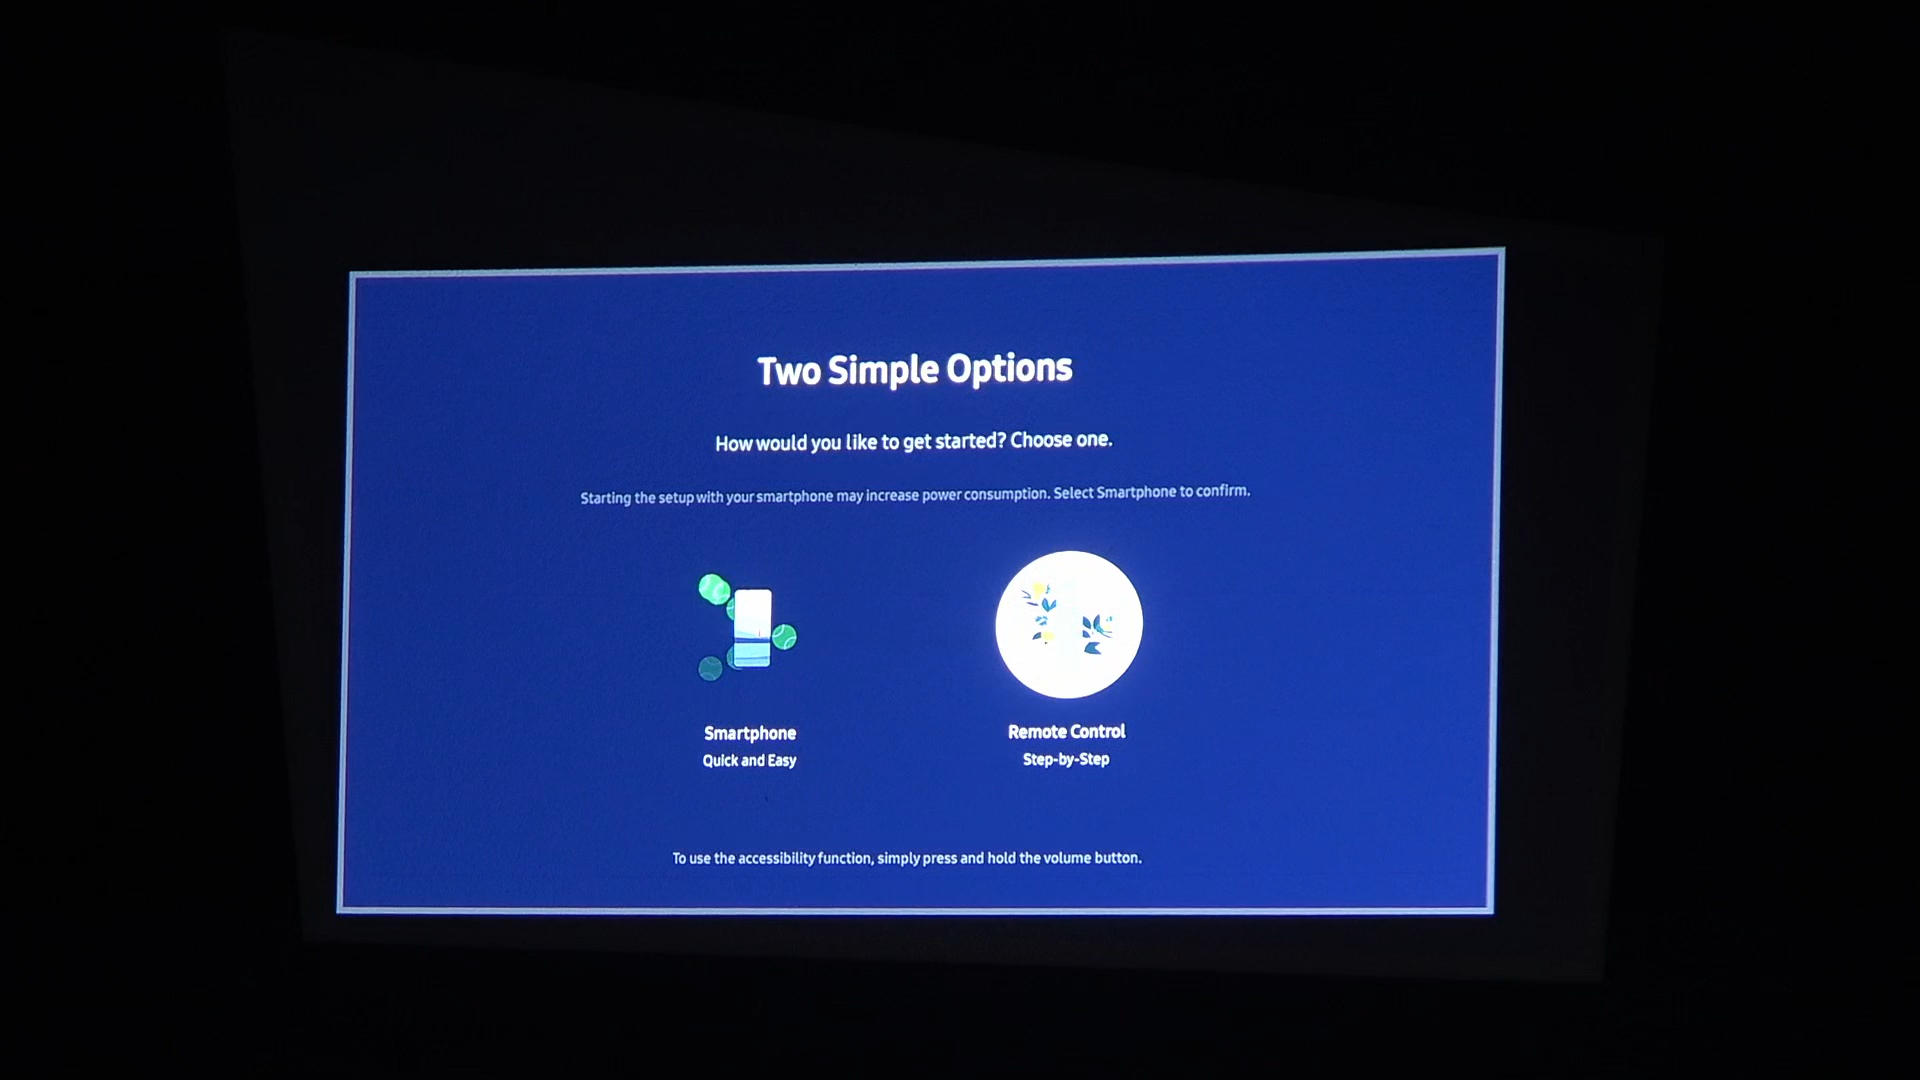 Two Simple Options
How would you like to get started? Choose one.
Starting the setup with your smartphone may increase power consumption. Select Smartphone to confirm.
Smartphone
Quick and Easy
Remote Control
Step-by-Step
To use the accessibility function, simply press and hold the volume button.